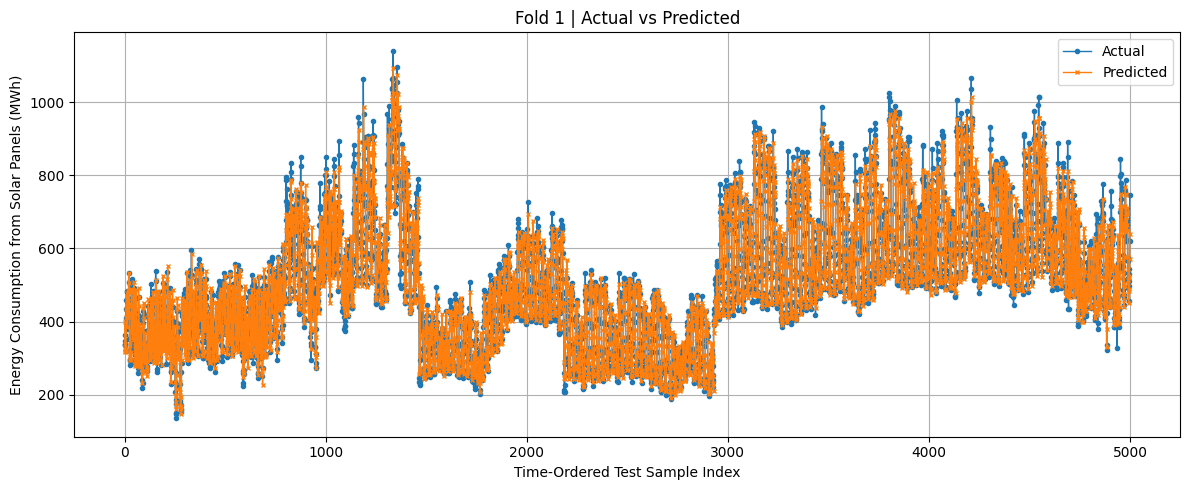 Fold 1 | Actual vs Predicted
Energy Consumption from Solar Panels (MWh)
1000
800
600
400
200
Actual
Predicted
0 1000 2000 3000 4000 5000
Time-Ordered Test Sample Index